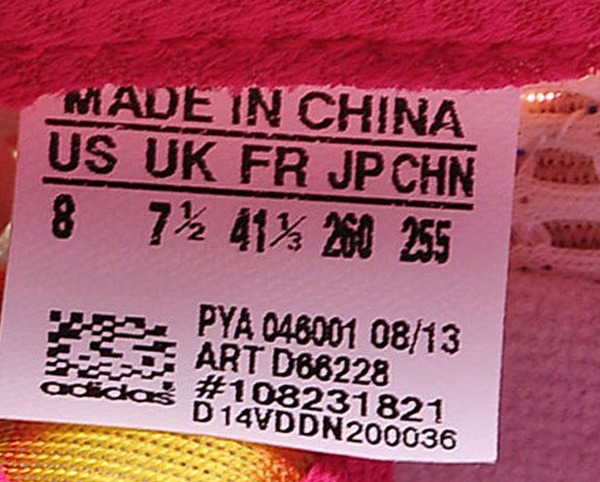 MADE IN CHINA
US UK FR JP CHN
8 7½ 41⅓ 260 255
PYA 046001 08/13
ART D66228
#108231821
adidas D14VDDN200036